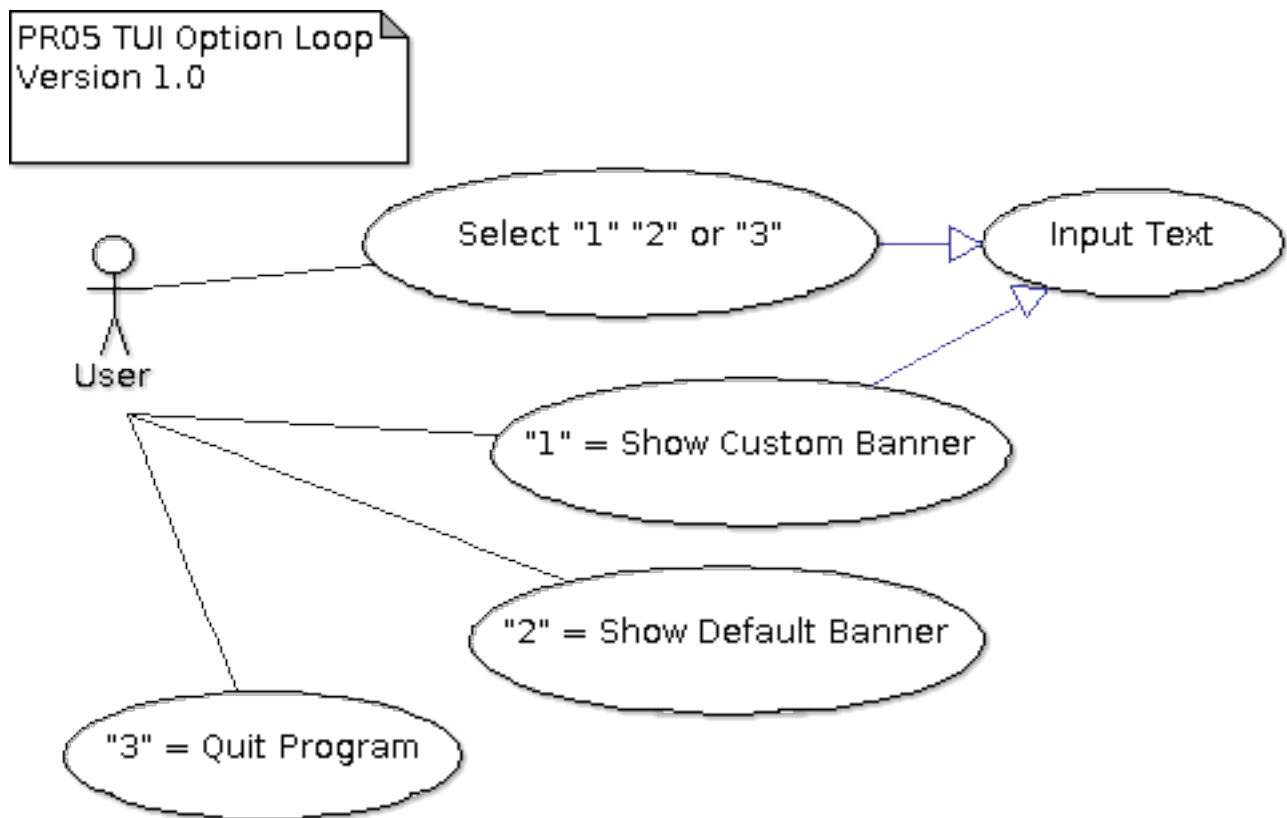 PR05 TUI Option Loop
Version 1.0
Select "1" "2" or "3"
Input Text
User
"1" = Show Custom Banner
"2" = Show Default Banner
"3" = Quit Program